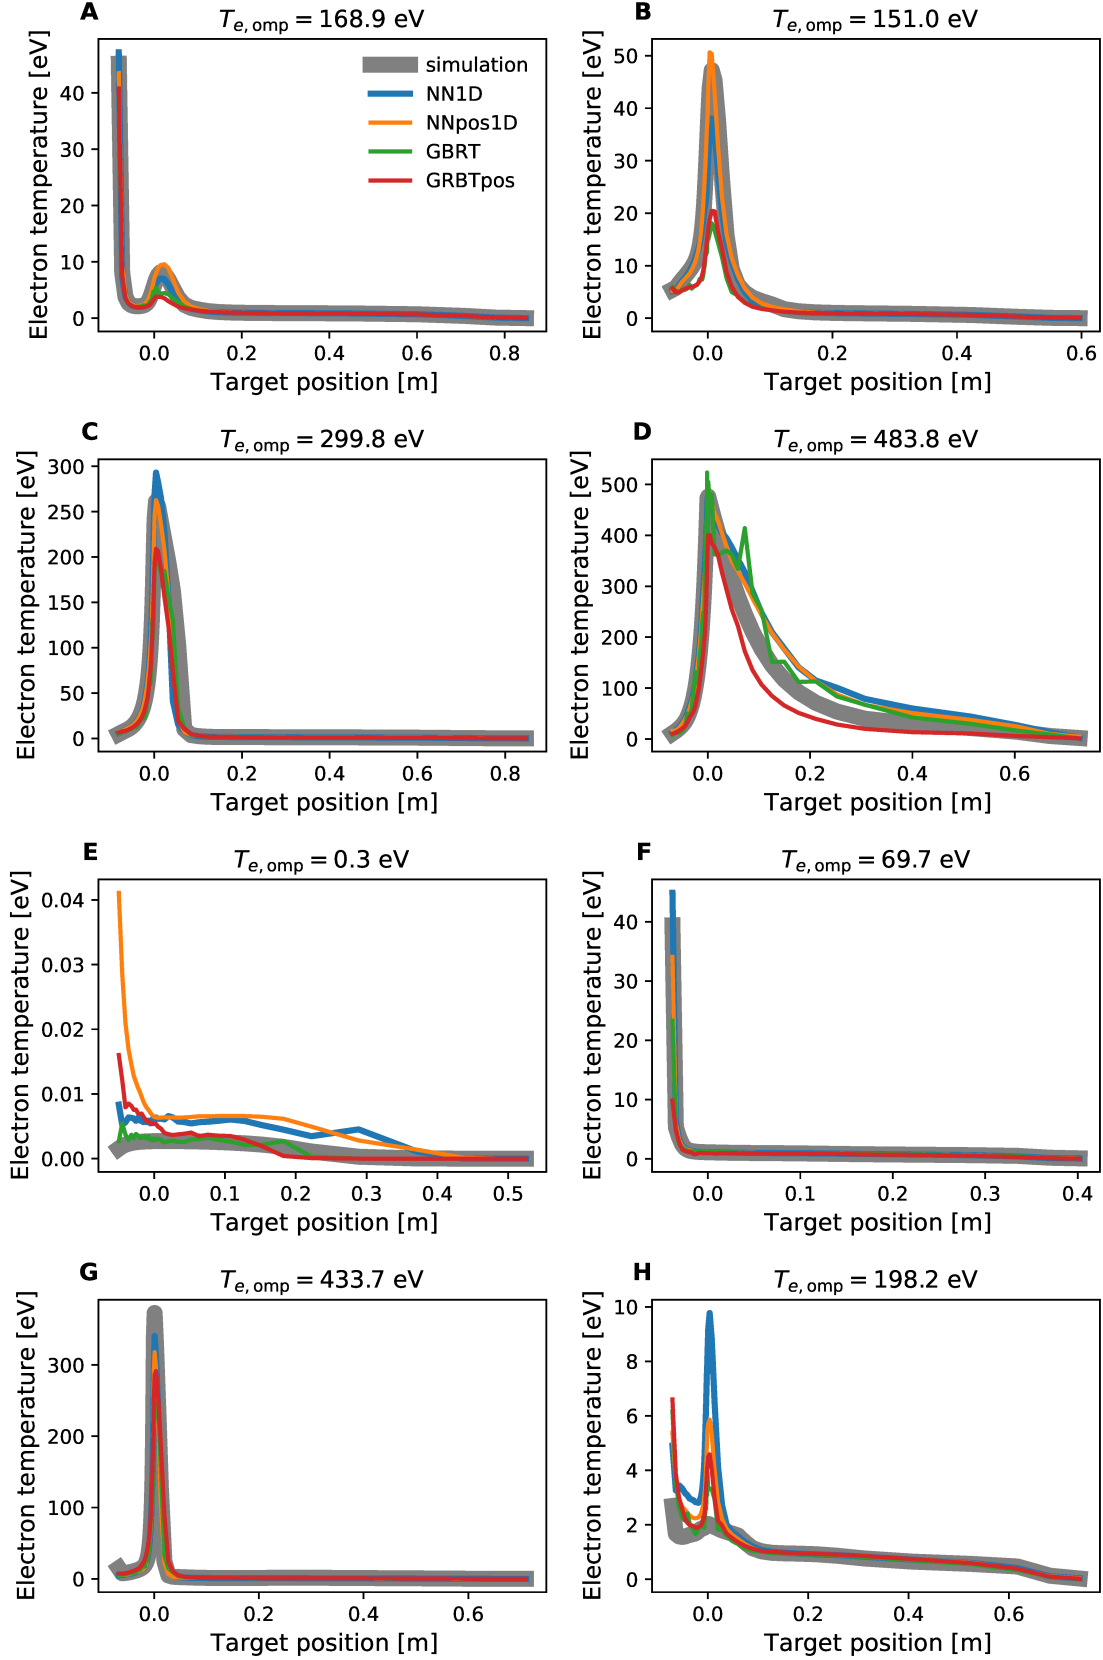 A
T_e, omp = 168.9 eV
Electron temperature [eV]
40
30
20
10
0
simulation
NN1D
NNpos1D
GBRT
GRBTpos
0.0 0.2 0.4 0.6 0.8
Target position [m]
B
T_e, omp = 151.0 eV
Electron temperature [eV]
50
40
30
20
10
0
0.0 0.2 0.4 0.6
Target position [m]
C
T_e, omp = 299.8 eV
Electron temperature [eV]
300
250
200
150
100
50
0
0.0 0.2 0.4 0.6 0.8
Target position [m]
D
T_e, omp = 483.8 eV
Electron temperature [eV]
500
400
300
200
100
0
0.0 0.2 0.4 0.6
Target position [m]
E
T_e, omp = 0.3 eV
Electron temperature [eV]
0.04
0.03
0.02
0.01
0.00
0.0 0.1 0.2 0.3 0.4 0.5
Target position [m]
F
T_e, omp = 69.7 eV
Electron temperature [eV]
40
30
20
10
0
0.0 0.1 0.2 0.3 0.4
Target position [m]
G
T_e, omp = 433.7 eV
Electron temperature [eV]
300
200
100
0
0.0 0.2 0.4 0.6
Target position [m]
H
T_e, omp = 198.2 eV
Electron temperature [eV]
10
8
6
4
2
0
0.0 0.2 0.4 0.6
Target position [m]